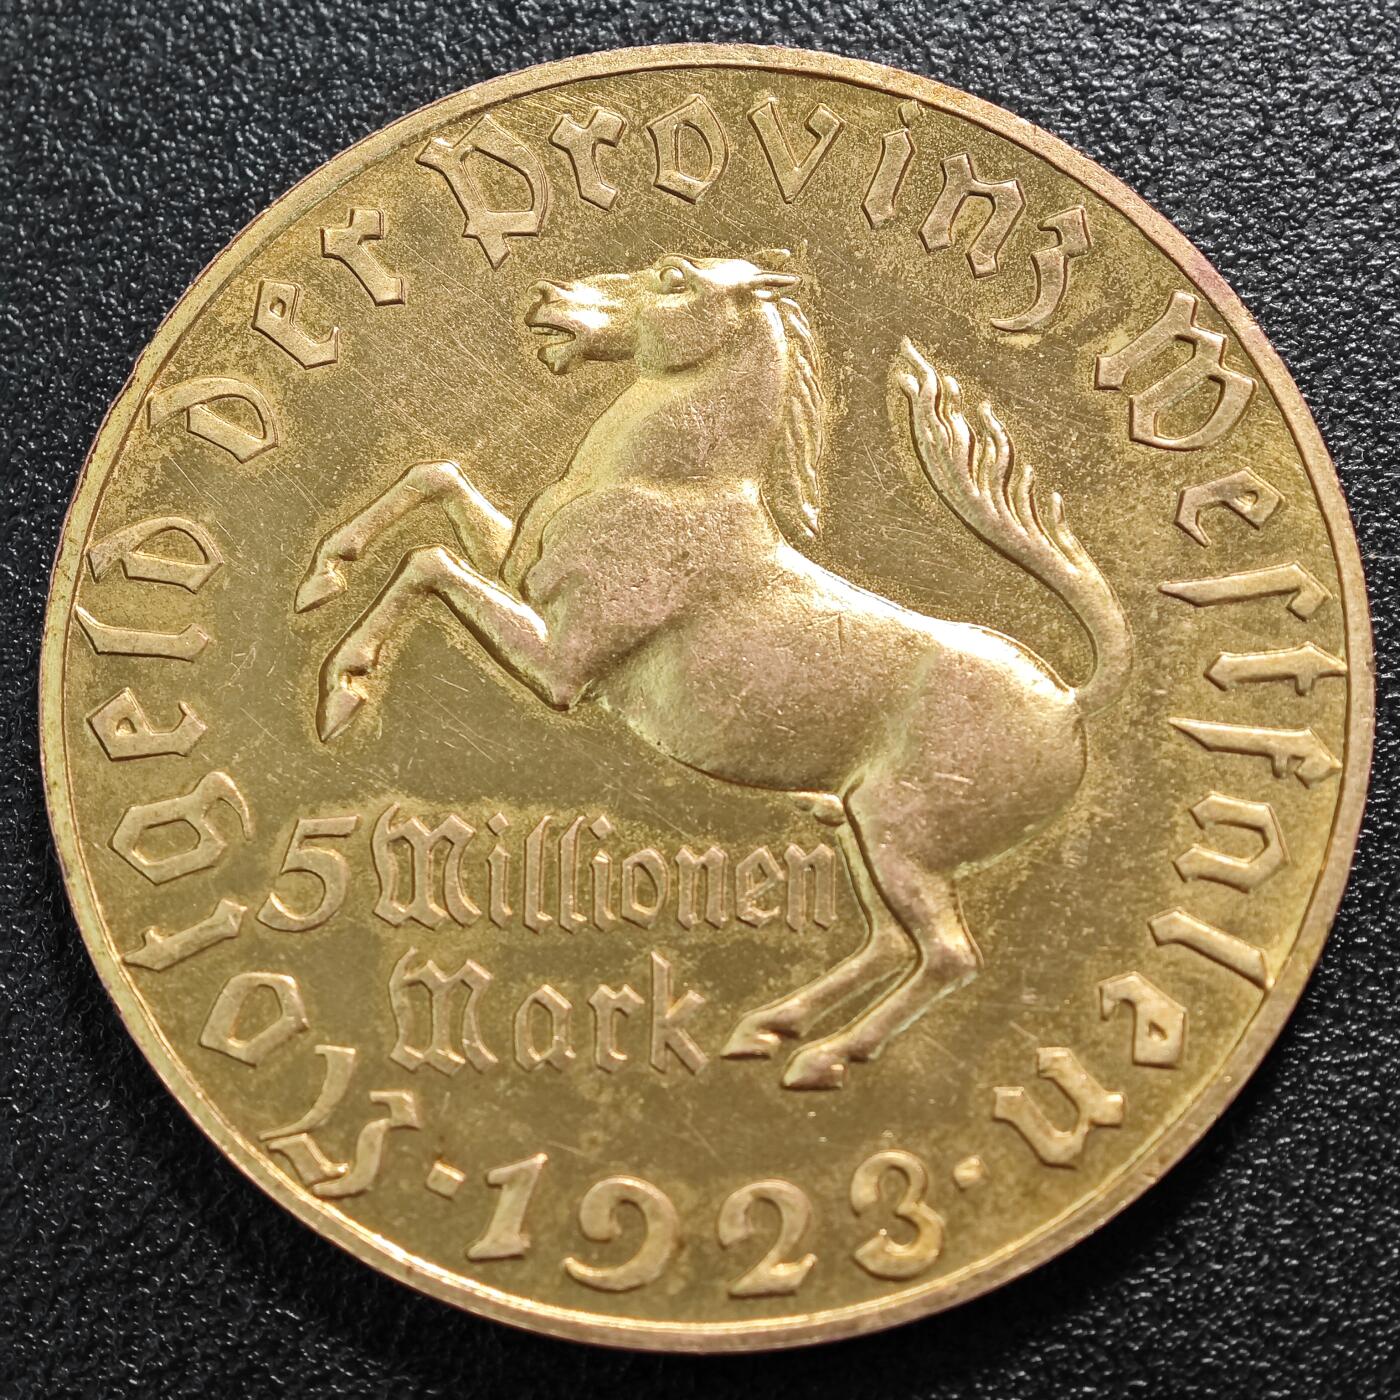 Notgeld der Provinz Westfalen
5 Millionen
Mark
· 1923 ·